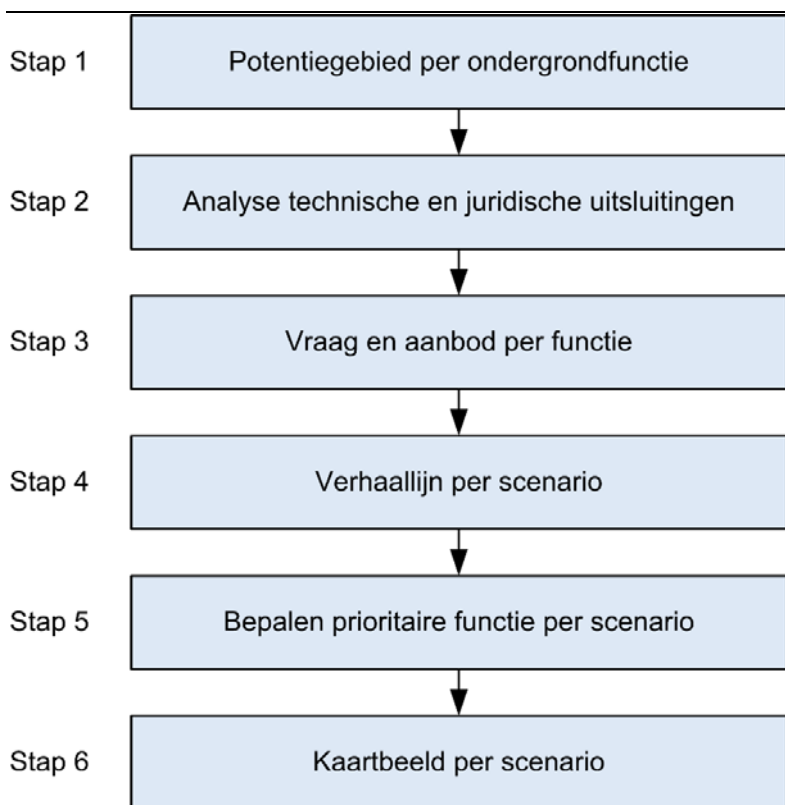 Stap 1 Potentiegebied per ondergrondfunctie
Stap 2 Analyse technische en juridische uitsluitingen
Stap 3 Vraag en aanbod per functie
Stap 4 Verhaallijn per scenario
Stap 5 Bepalen prioritaire functie per scenario
Stap 6 Kaartbeeld per scenario